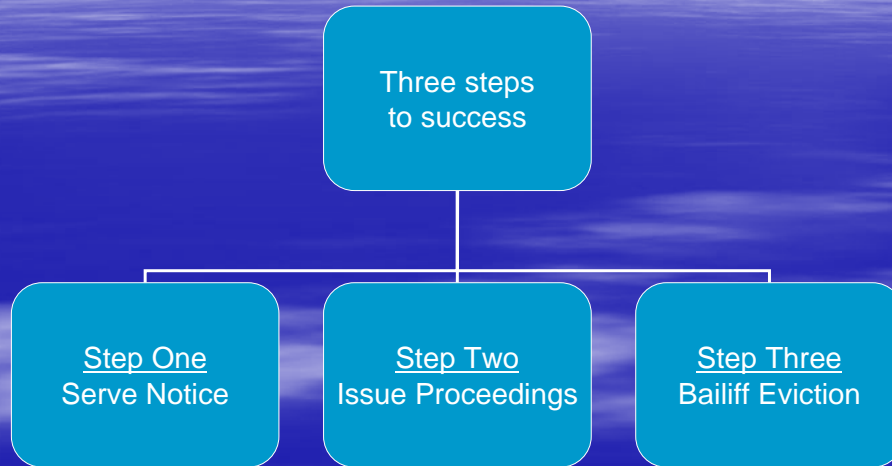 Three steps
to success
Step One
Serve Notice
Step Two
Issue Proceedings
Step Three
Bailiff Eviction